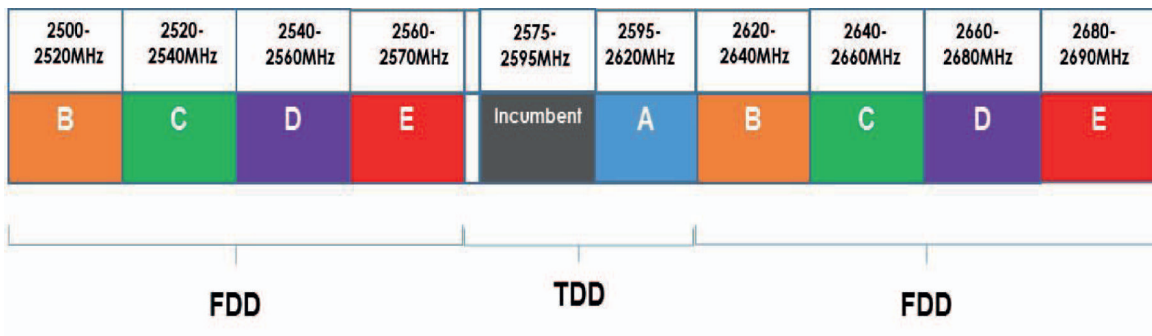 2500- 2520- 2540- 2560- 2575- 2595- 2620- 2640- 2660- 2680-
2520MHz 2540MHz 2560MHz 2570MHz 2595MHz 2620MHz 2640MHz 2660MHz 2680MHz 2690MHz
B C D E Incumbent A B C D E
FDD TDD FDD